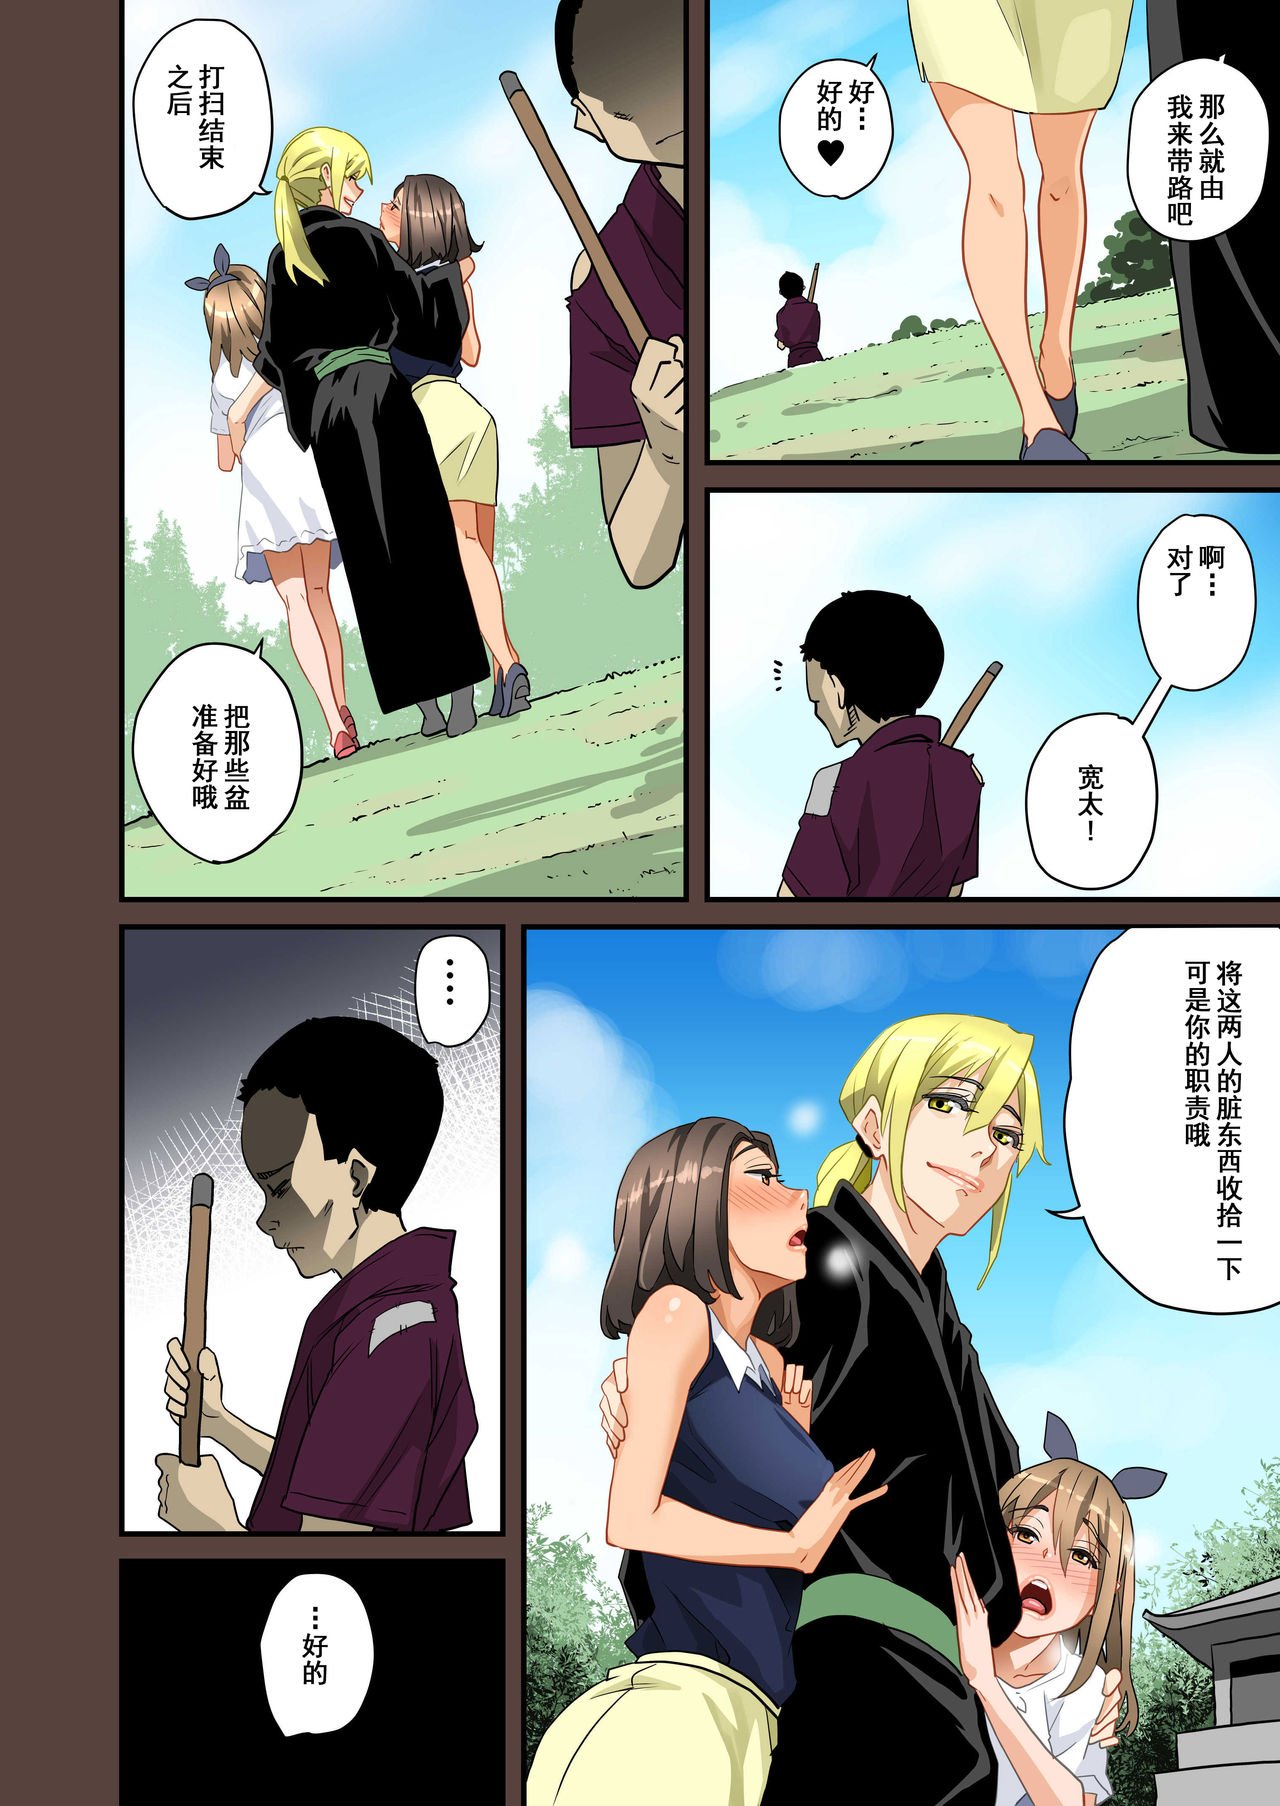 那么就由
我来带路吧
好…
好的♥
啊…
对了
宽太！
打扫结束
之后
把那些盆
准备好哦
将这两人的脏东西收拾一下
可是你的职责哦
…
…好的